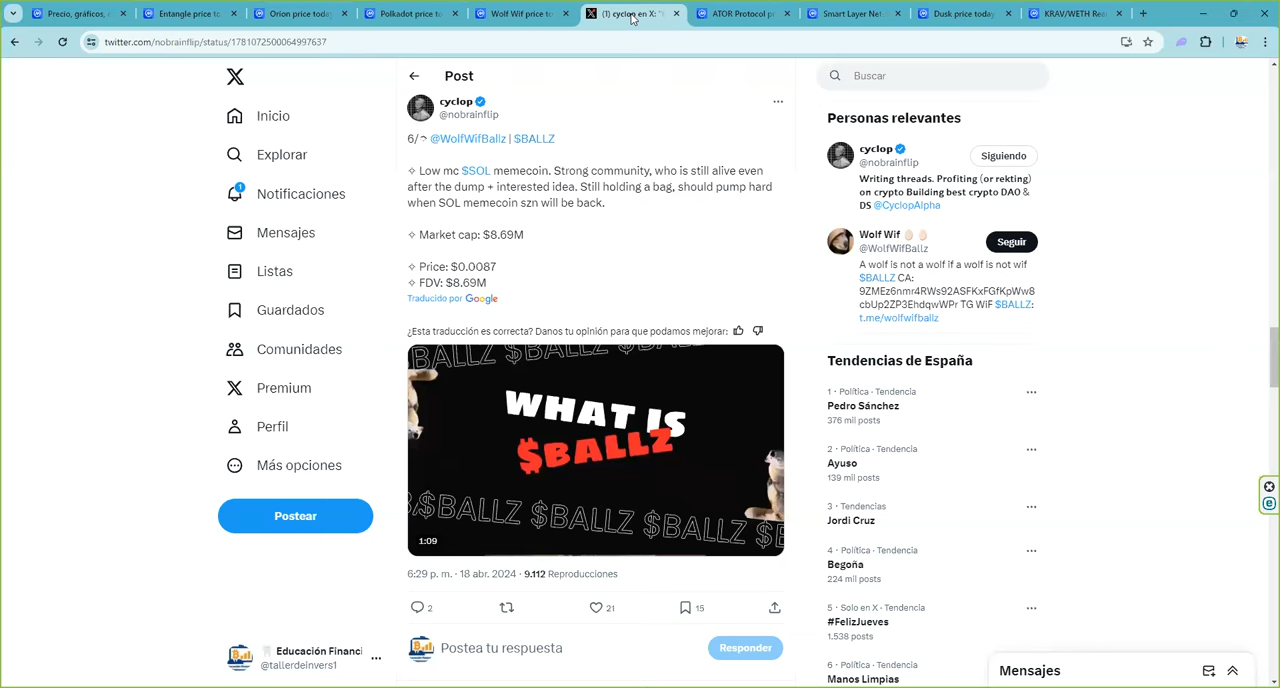 Precio, gráficos, 
Entangle price to
Orion price today
Polkadot price to
Wolf Wif price to
(1) cyclop en X: "
ATOR Protocol pr
Smart Layer Net
Dusk price today
KRAV/WETH Rea
twitter.com/nobrainflip/status/1781072500064997637
Inicio
Explorar
1
Notificaciones
Mensajes
Listas
Guardados
Comunidades
Premium
Perfil
Más opciones
Postear
Educación Financi
@tallerdeinvers1
Post
cyclop
@nobrainflip
6/ @WolfWifBallz | $BALLZ
✧ Low mc $SOL memecoin. Strong community, who is still alive even
after the dump + interested idea. Still holding a bag, should pump hard
when SOL memecoin szn will be back.
✧ Market cap: $8.69M
✧ Price: $0.0087
✧ FDV: $8.69M
Traducido por Google
¿Esta traducción es correcta? Danos tu opinión para que podamos mejorar:
$BALLZ $BALLZ $BALLZ
WHAT IS
$BALLZ
$BALLZ $BALLZ $BALLZ
1:09
6:29 p. m. · 18 abr. 2024 · 9.112 Reproducciones
2
21
15
Postea tu respuesta
Responder
Buscar
Personas relevantes
cyclop
@nobrainflip
Siguiendo
Writing threads. Profiting (or rekting)
on crypto Building best crypto DAO &
DS @CyclopAlpha
Wolf Wif
@WolfWifBallz
Seguir
A wolf is not a wolf if a wolf is not wif
$BALLZ CA:
9ZMEz6nmr4RWs92ASFKxFGfKpWw8
cbUp2ZP3EhdqwWPr TG WiF $BALLZ:
t.me/wolfwifballz
Tendencias de España
1 · Política · Tendencia
Pedro Sánchez
376 mil posts
2 · Política · Tendencia
Ayuso
139 mil posts
3 · Tendencias
Jordi Cruz
4 · Política · Tendencia
Begoña
224 mil posts
5 · Solo en X · Tendencia
#FelizJueves
1.538 posts
6 · Política · Tendencia
Manos Limpias
Mensajes